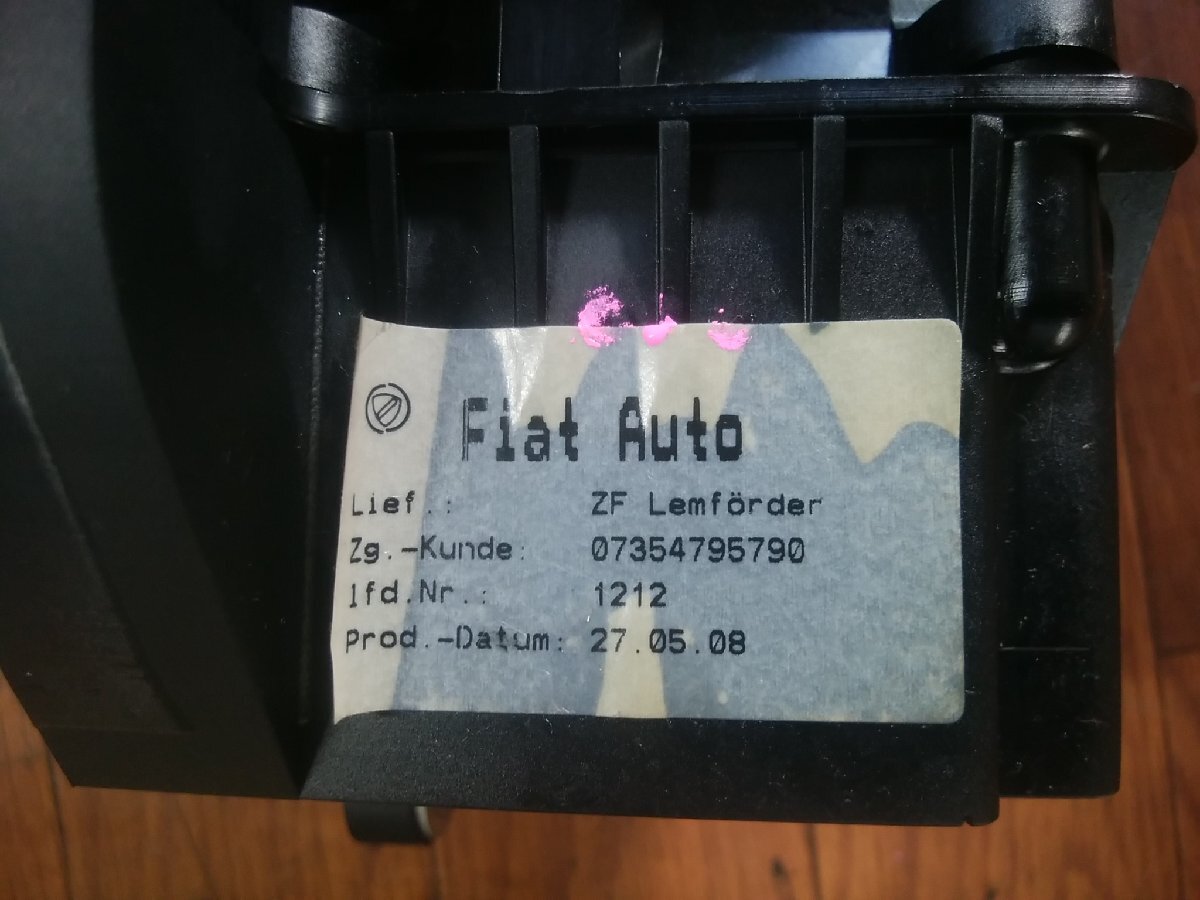 Fiat Auto
Lief.: ZF Lemförder
Zg.-Kunde: 07354795790
lfd.Nr.: 1212
Prod.-Datum: 27.05.08